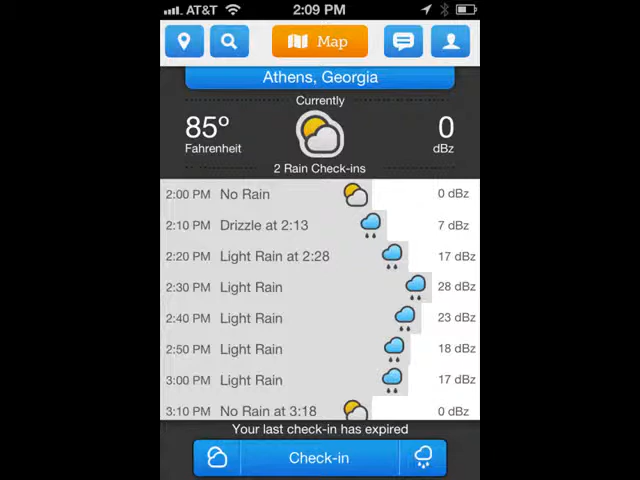 AT&T 2:09 PM
Map
Athens, Georgia
Currently
85º 0
Fahrenheit dBz
2 Rain Check-ins
2:00 PM No Rain 0 dBz
2:10 PM Drizzle at 2:13 7 dBz
2:20 PM Light Rain at 2:28 17 dBz
2:30 PM Light Rain 28 dBz
2:40 PM Light Rain 23 dBz
2:50 PM Light Rain 18 dBz
3:00 PM Light Rain 17 dBz
3:10 PM No Rain at 3:18 0 dBz
Your last check-in has expired
Check-in